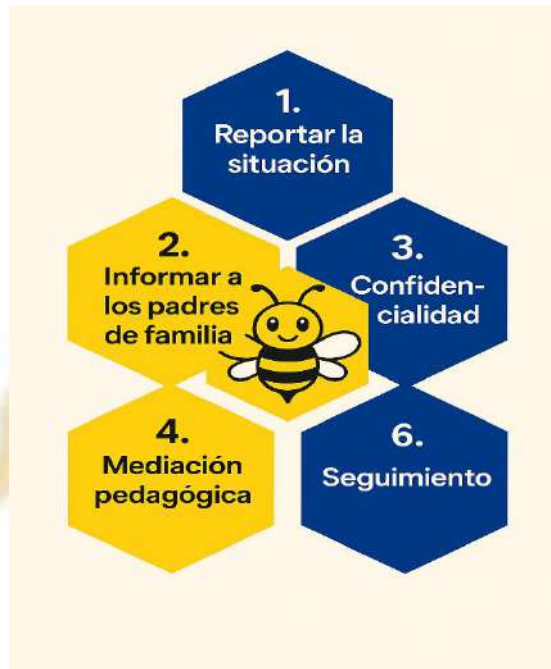 1.
Reportar la
situación
2.
Informar a
los padres
de familia
3.
Confiden-
cialidad
4.
Mediación
pedagógica
6.
Seguimiento